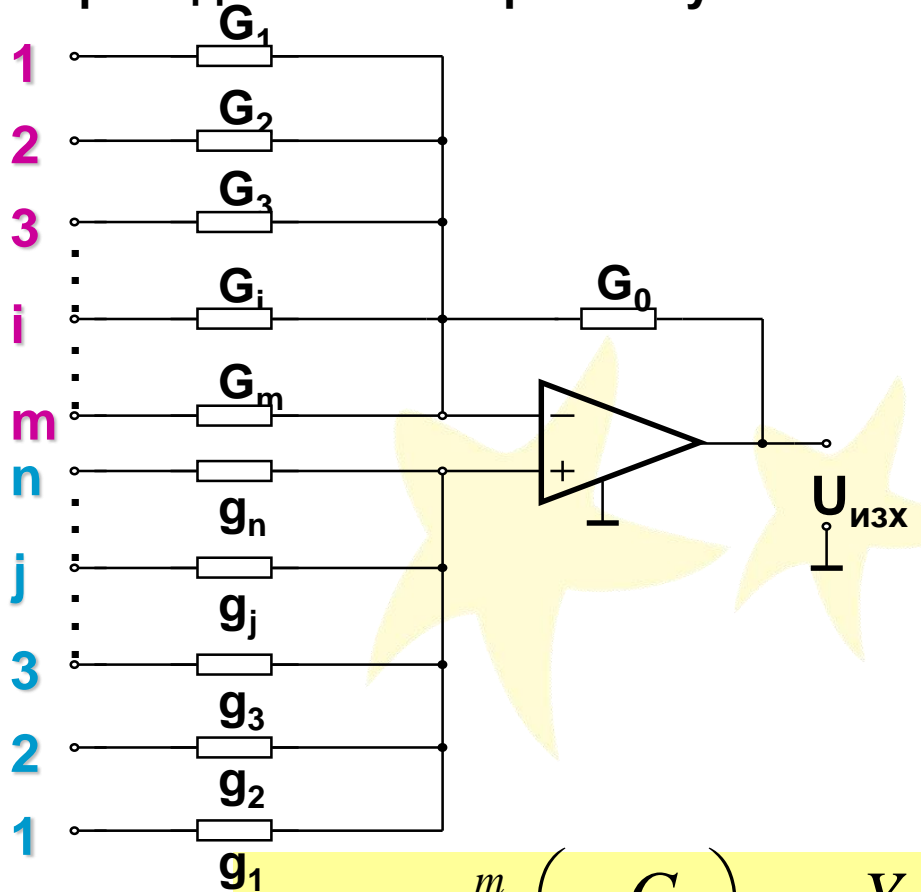 G₁
1
G₂
2
G₃
3
Gᵢ
i
G₀
Gₘ
m
−
n
+
gₙ
Uизх
j
gⱼ
3
g₃
2
g₂
1
g₁
m
( G )
Y